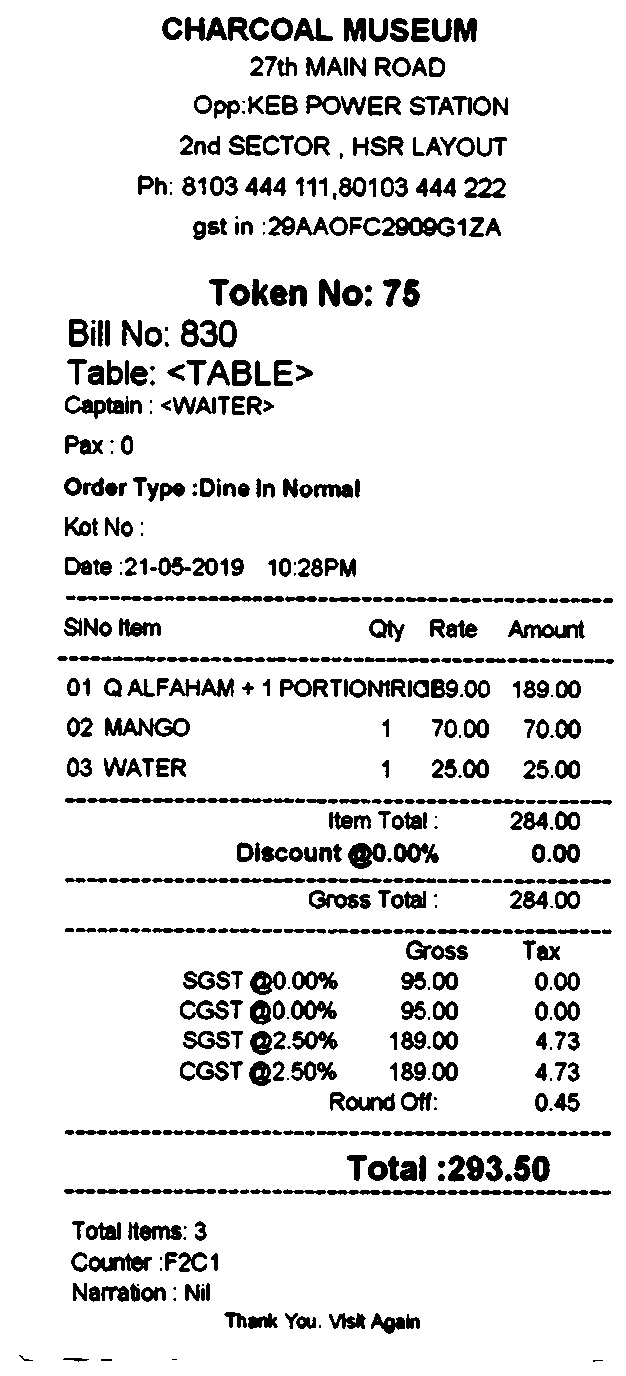 CHARCOAL MUSEUM
27th MAIN ROAD
Opp:KEB POWER STATION
2nd SECTOR , HSR LAYOUT
Ph: 8103 444 111,80103 444 222
gst in :29AAOFC2909G1ZA
Token No: 75
Bill No: 830
Table: <TABLE>
Captain : <WAITER>
Pax : 0
Order Type :Dine In Normal
Kot No :
Date :21-05-2019 10:28PM
SlNo Item Qty Rate Amount
01 Q ALFAHAM + 1 PORTION 189.00
02 MANGO 1 70.00 70.00
03 WATER 1 25.00 25.00
Item Total : 284.00
Discount @0.00% 0.00
Gross Total : 284.00
Gross Tax
SGST @0.00% 95.00 0.00
CGST @0.00% 95.00 0.00
SGST @2.50% 189.00 4.73
CGST @2.50% 189.00 4.73
Round Off: 0.45
Total :293.50
Total Items: 3
Counter :F2C1
Narration : Nil
Thank You. Visit Again